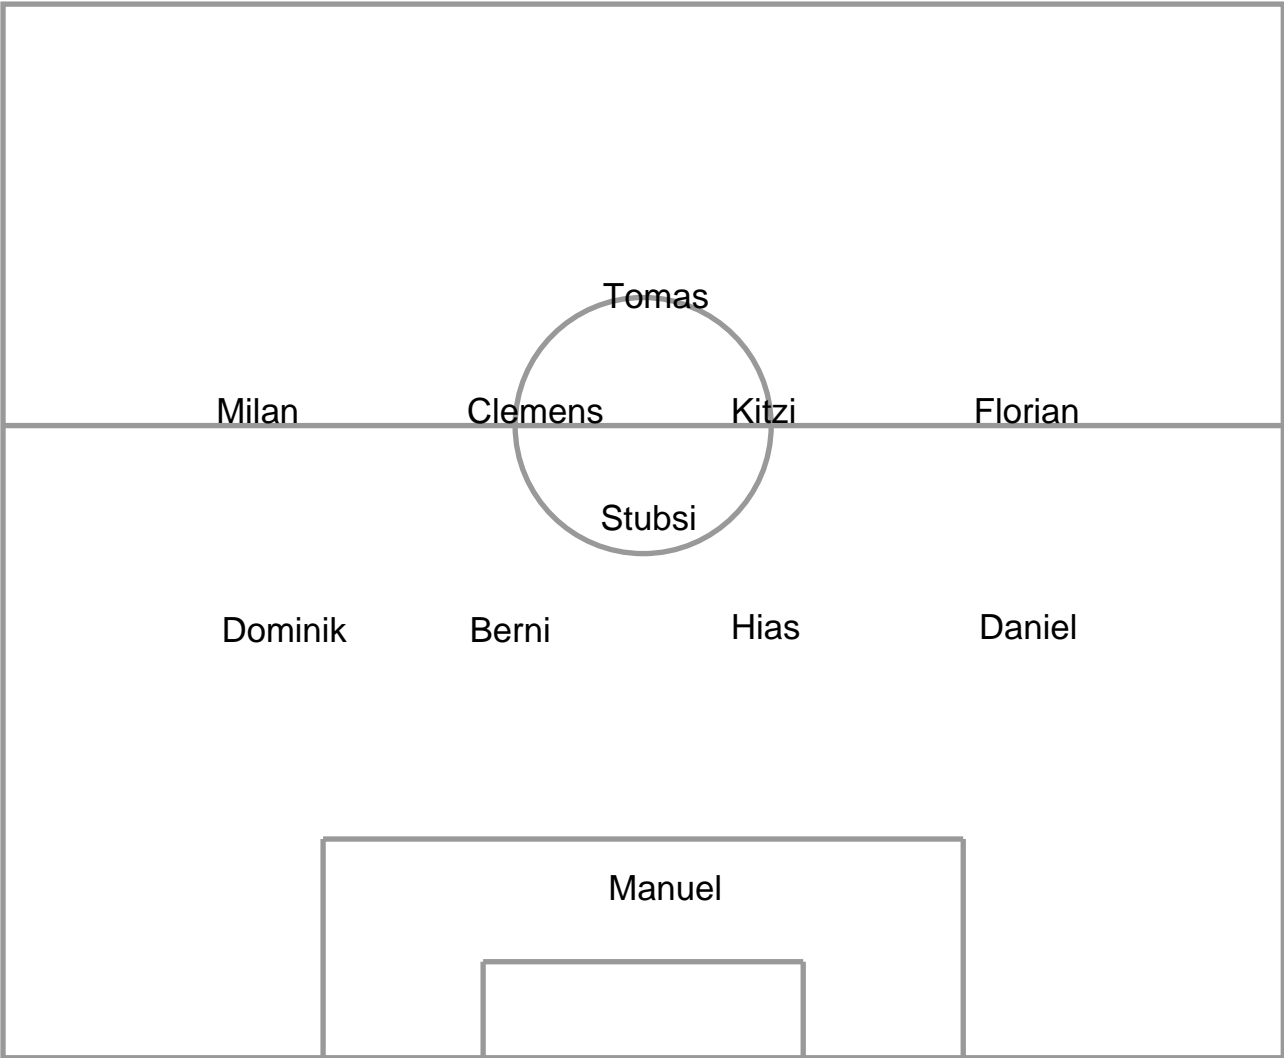 Tomas
Milan Clemens Kitzi Florian
Stubsi
Dominik Berni Hias Daniel
Manuel